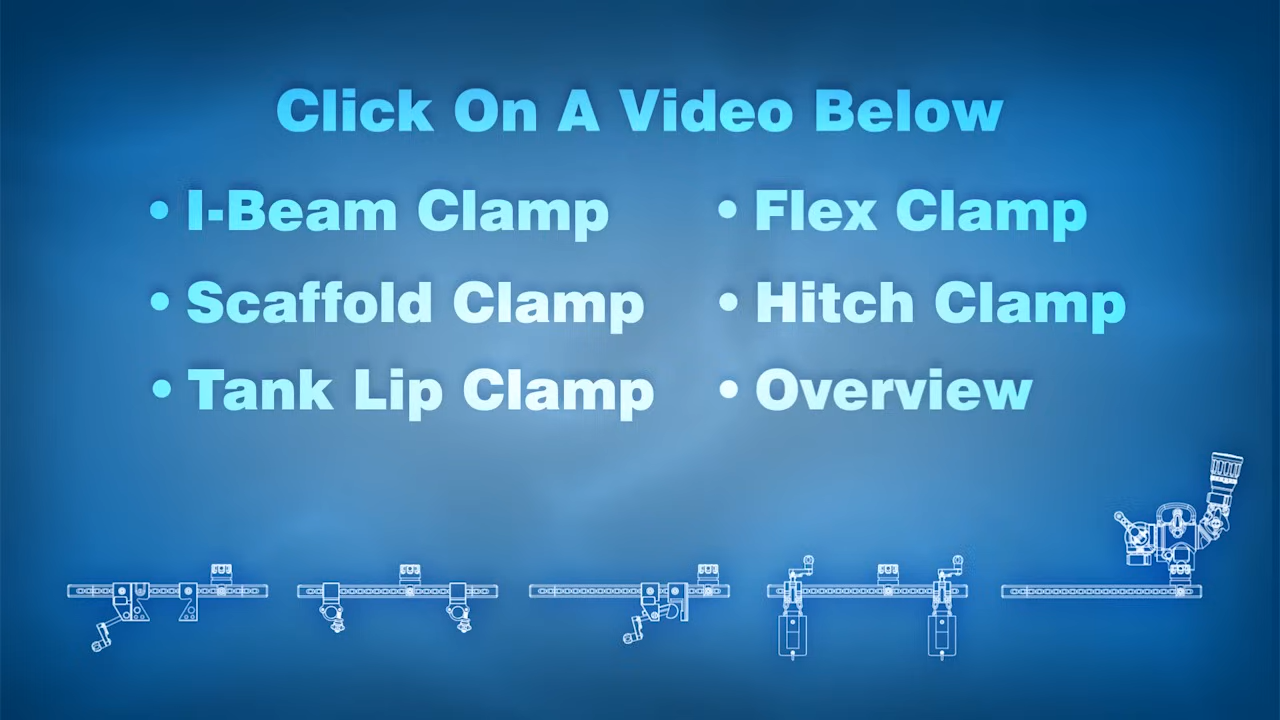 Click On A Video Below
• I-Beam Clamp
• Scaffold Clamp
• Tank Lip Clamp
• Flex Clamp
• Hitch Clamp
• Overview